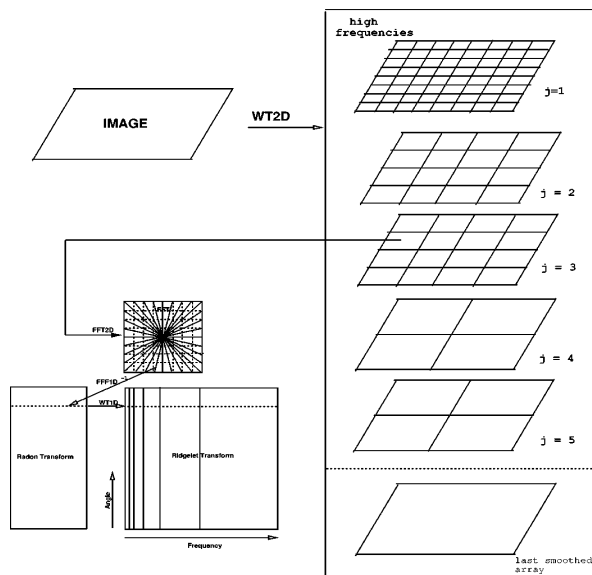 high
frequencies
IMAGE
WT2D
j=1
j = 2
j = 3
FFT2D
j = 4
WT1D
j = 5
Radon Transform
Ridgelet Transform
Angle
Frequency
last smoothed
array